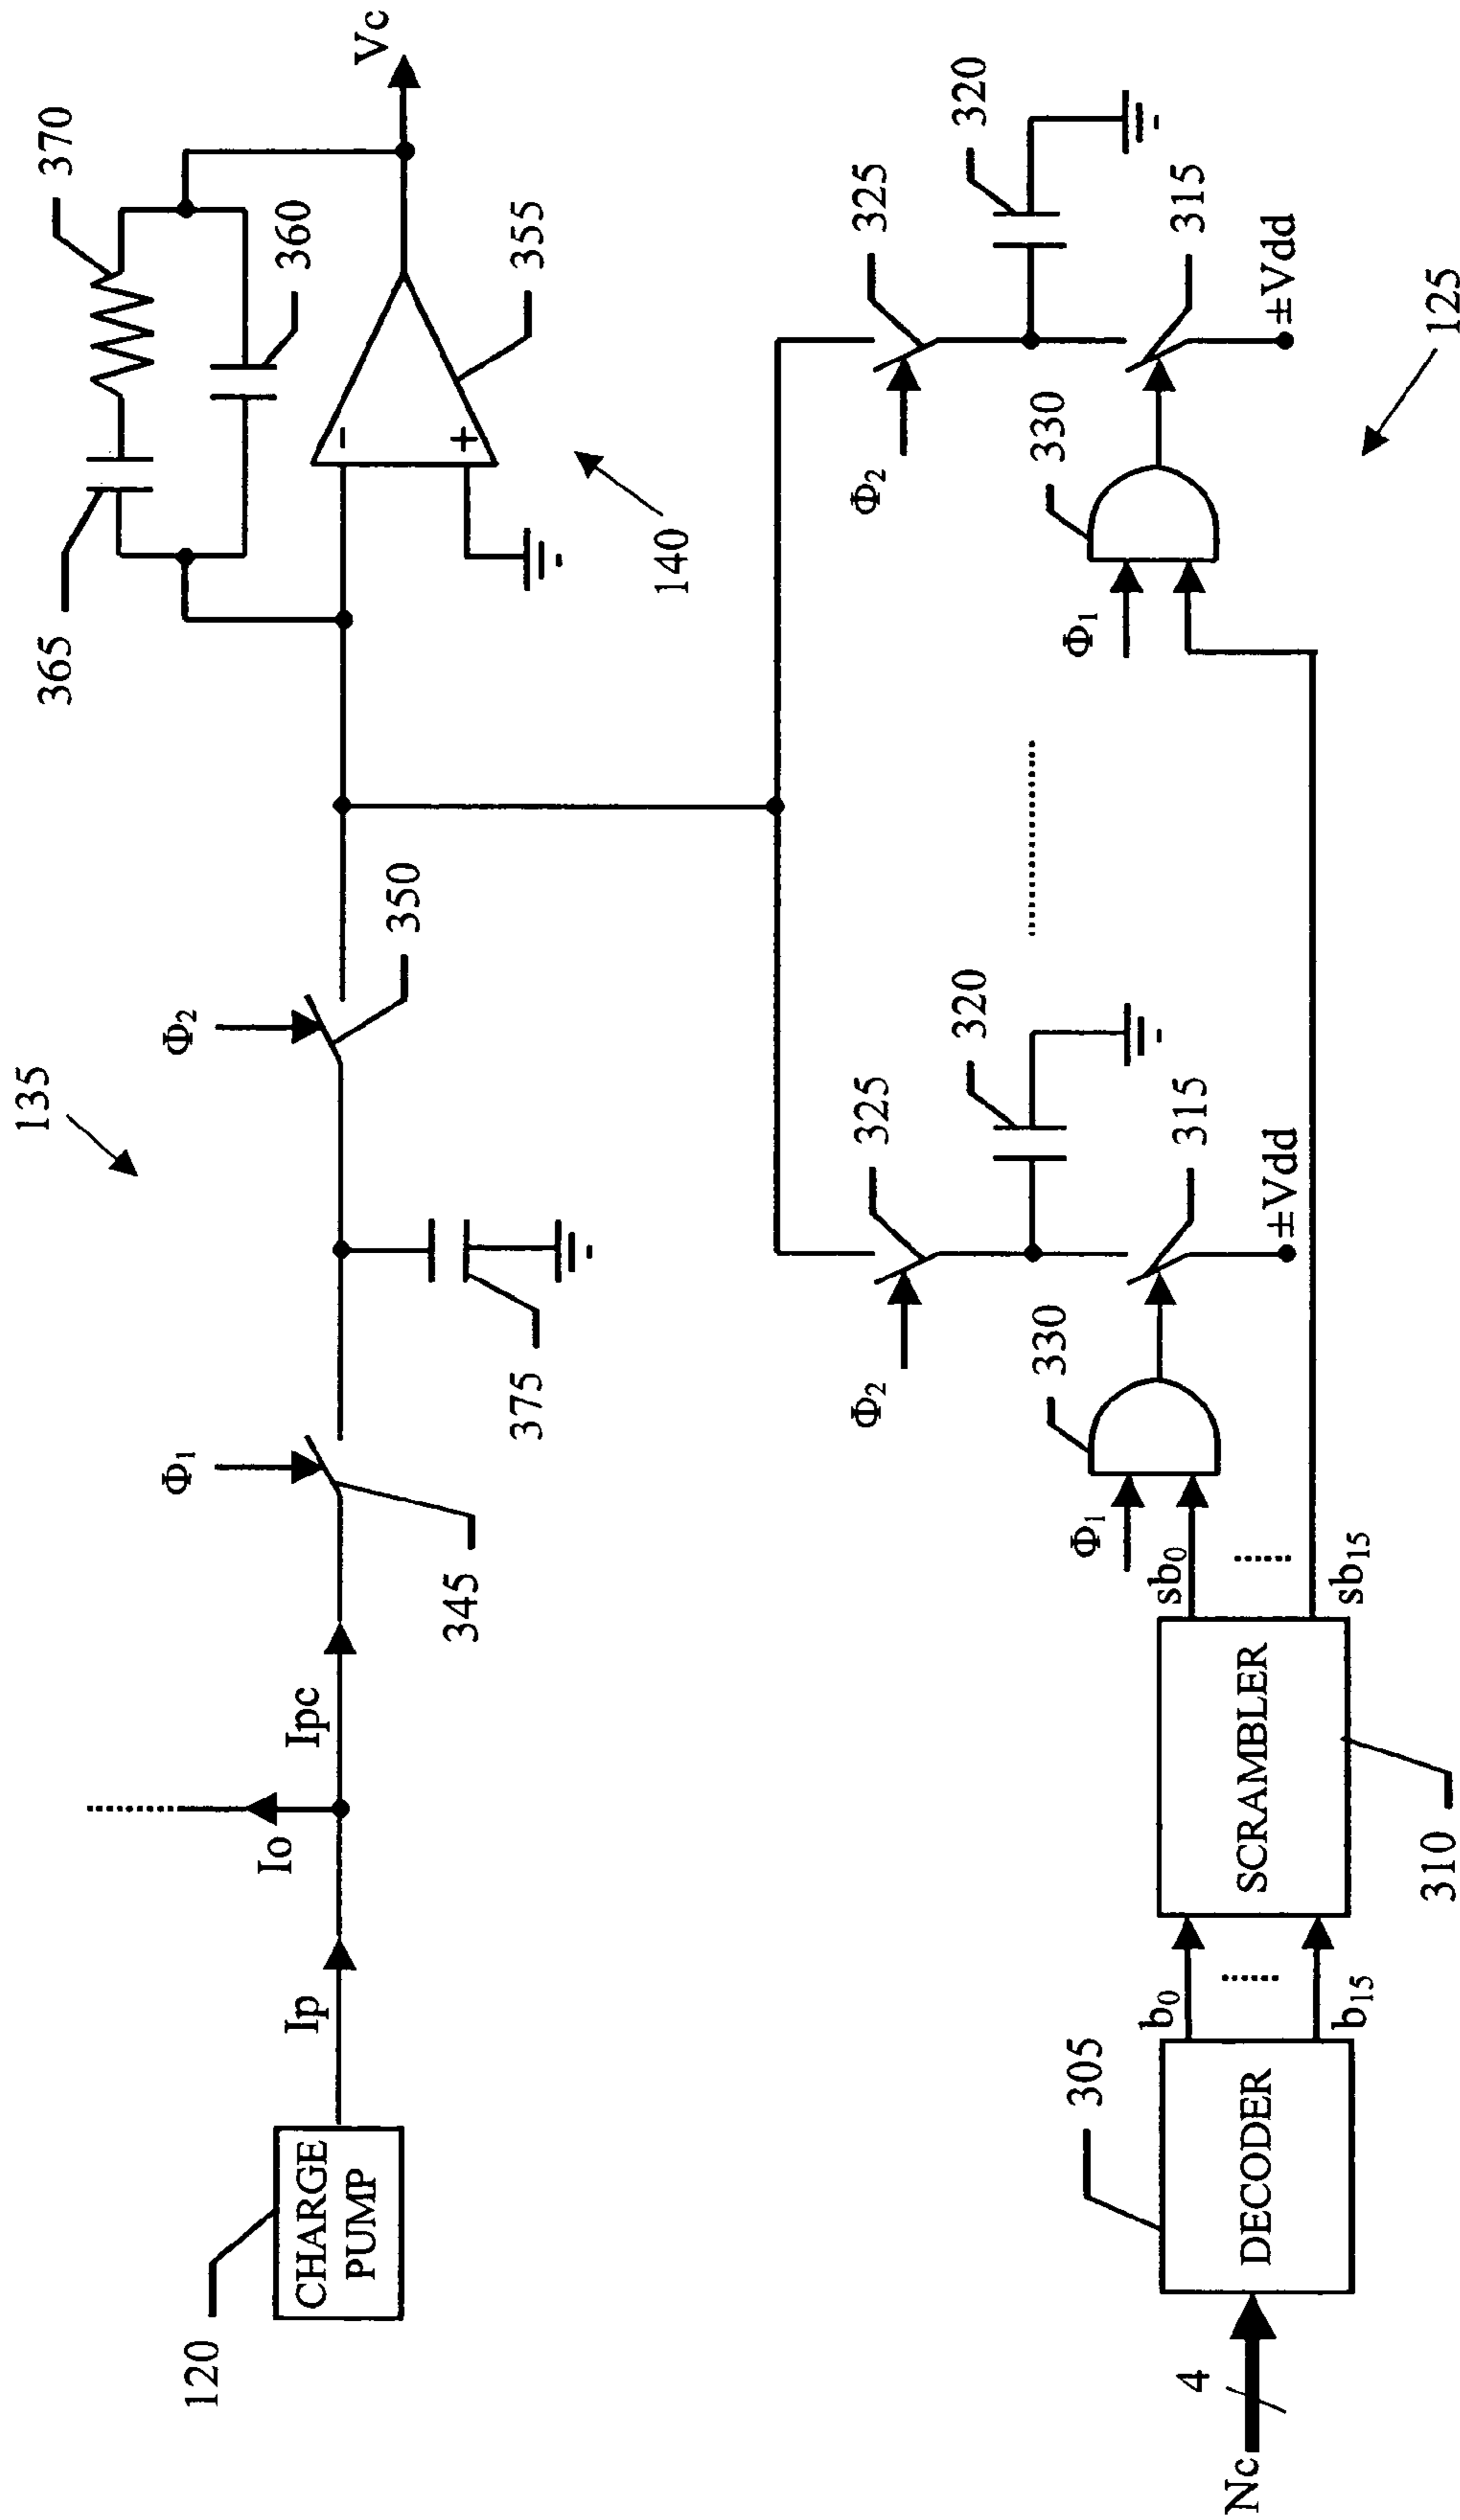 135
370
Vc
365
360
Φ₁
Φ₂
350
355
-
+
120
CHARGE
PUMP
Ip
Io
Ipc
345
375
140
Φ₂
325
320
Φ₂
325
320
330
315
±Vdd
330
315
±Vdd
Φ₁
Φ₁
Nc
4
305
DECODER
b₀
b₁₅
SCRAMBLER
310
sb₀
sb₁₅
125